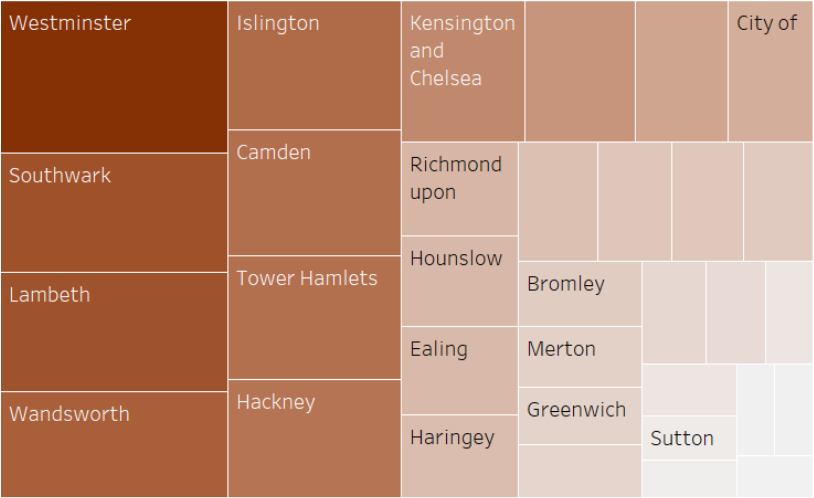 Westminster
Southwark
Lambeth
Wandsworth
Islington
Camden
Tower Hamlets
Hackney
Kensington
and
Chelsea
City of
Richmond
upon
Hounslow
Ealing
Haringey
Bromley
Merton
Greenwich
Sutton